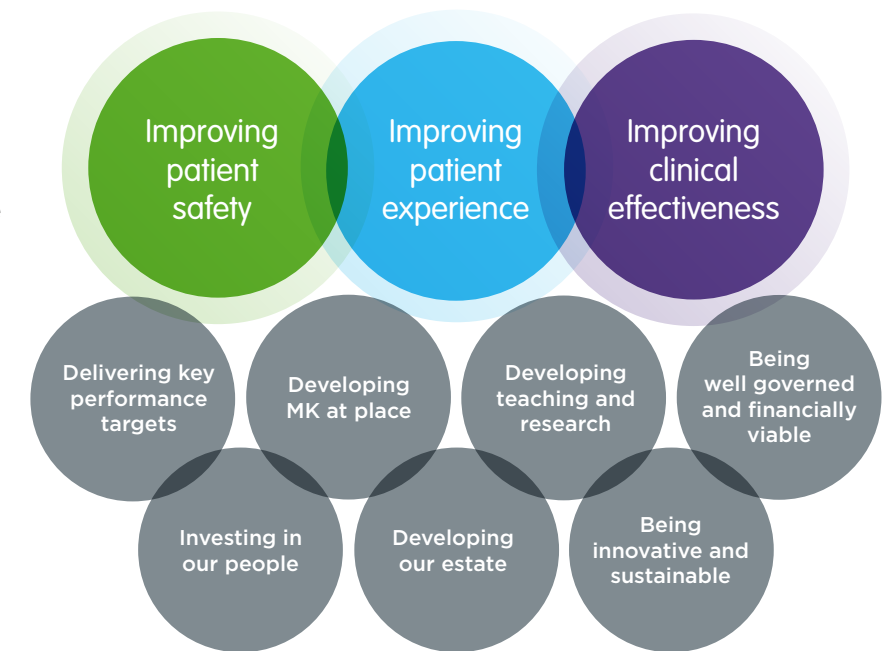 Improving
patient
safety
Improving
patient
experience
Improving
clinical
effectiveness
Delivering key
performance
targets
Developing
MK at place
Developing
teaching and
research
Being
well governed
and financially
viable
Investing in
our people
Developing
our estate
Being
innovative and
sustainable